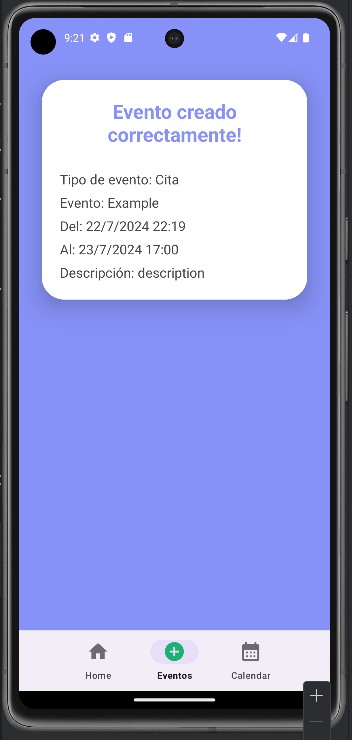 9:21
Evento creado
correctamente!
Tipo de evento: Cita
Evento: Example
Del: 22/7/2024 22:19
Al: 23/7/2024 17:00
Descripción: description
Home
Eventos
Calendar